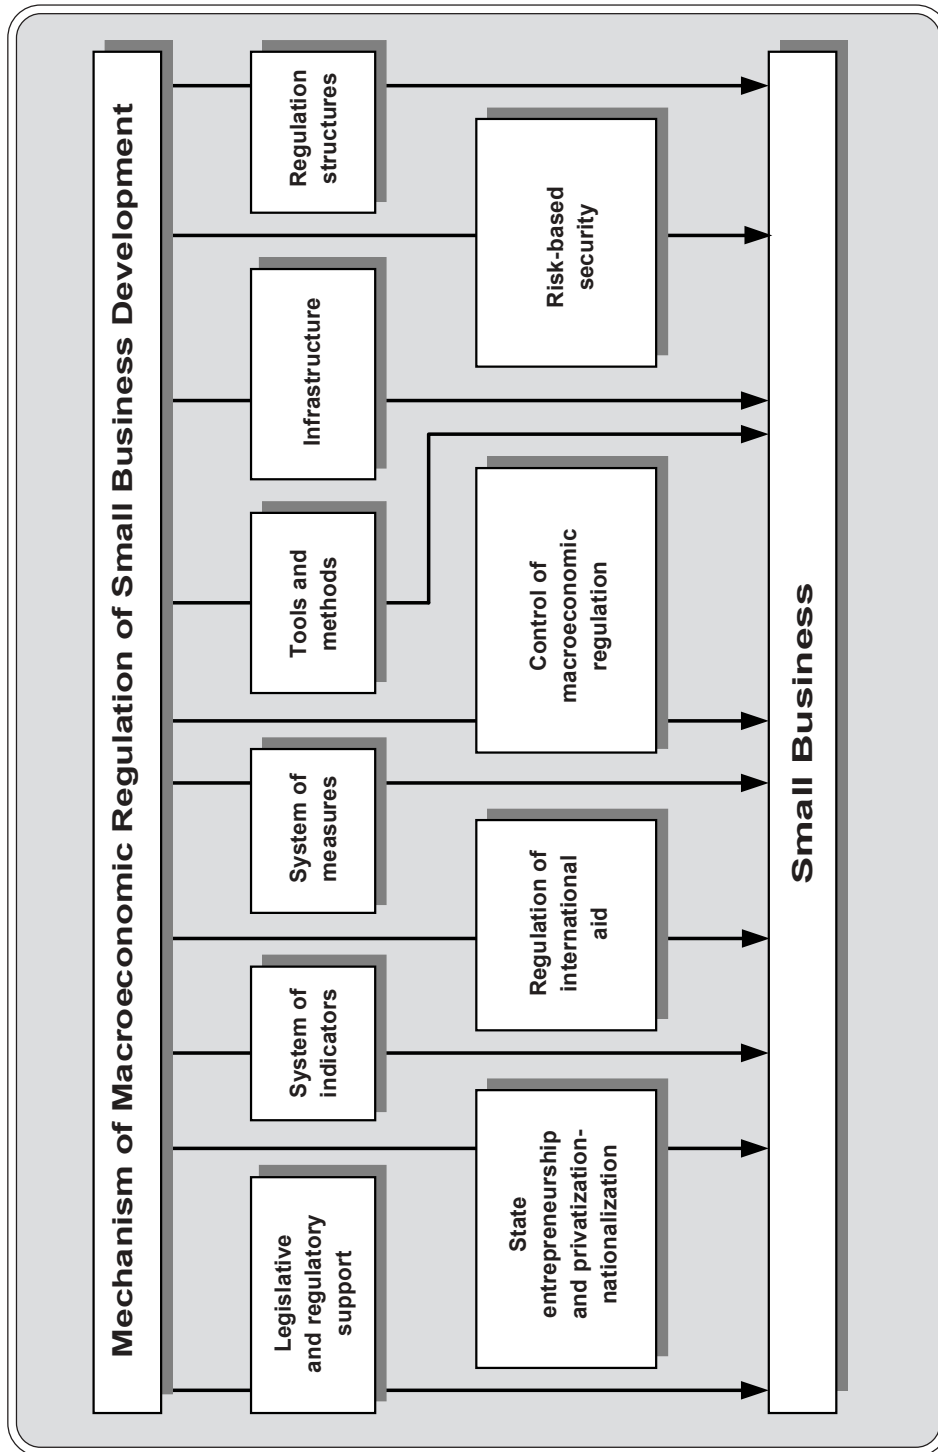 Mechanism of Macroeconomic Regulation of Small Business Development
Legislative
and regulatory
support
System of
indicators
System of
measures
Tools and
methods
Infrastructure
Regulation
structures
State
entrepreneurship
and privatization-
nationalization
Regulation of
international
aid
Control of
macroeconomic
regulation
Risk-based
security
Small Business